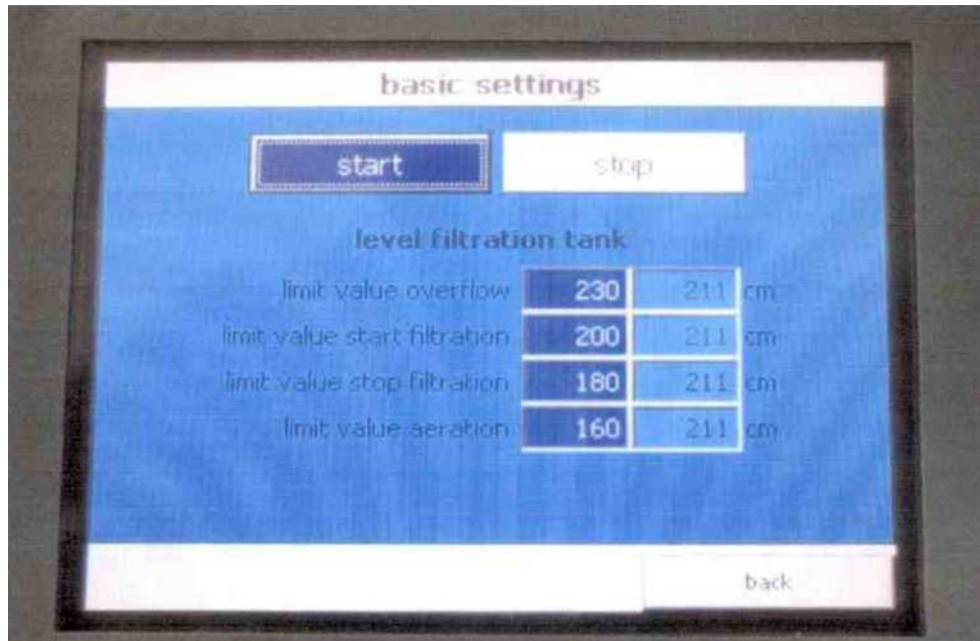 basic settings
start stop
level filtration tank
limit value overflow 230 211 cm
limit value start filtration 200 211 cm
limit value stop filtration 180 211 cm
limit value aeration 160 211 cm
back